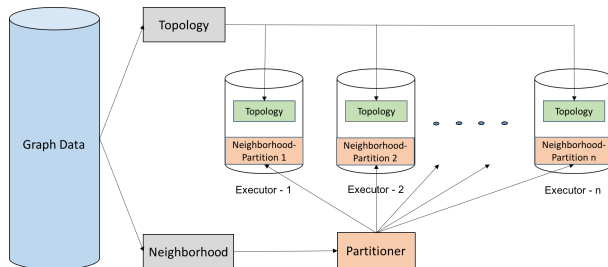 Topology
Graph Data
Topology
Topology
Topology
Neighborhood-
Partition 1
Neighborhood-
Partition 2
Neighborhood-
Partition n
Executor - 1
Executor - 2
Executor - n
Neighborhood
Partitioner